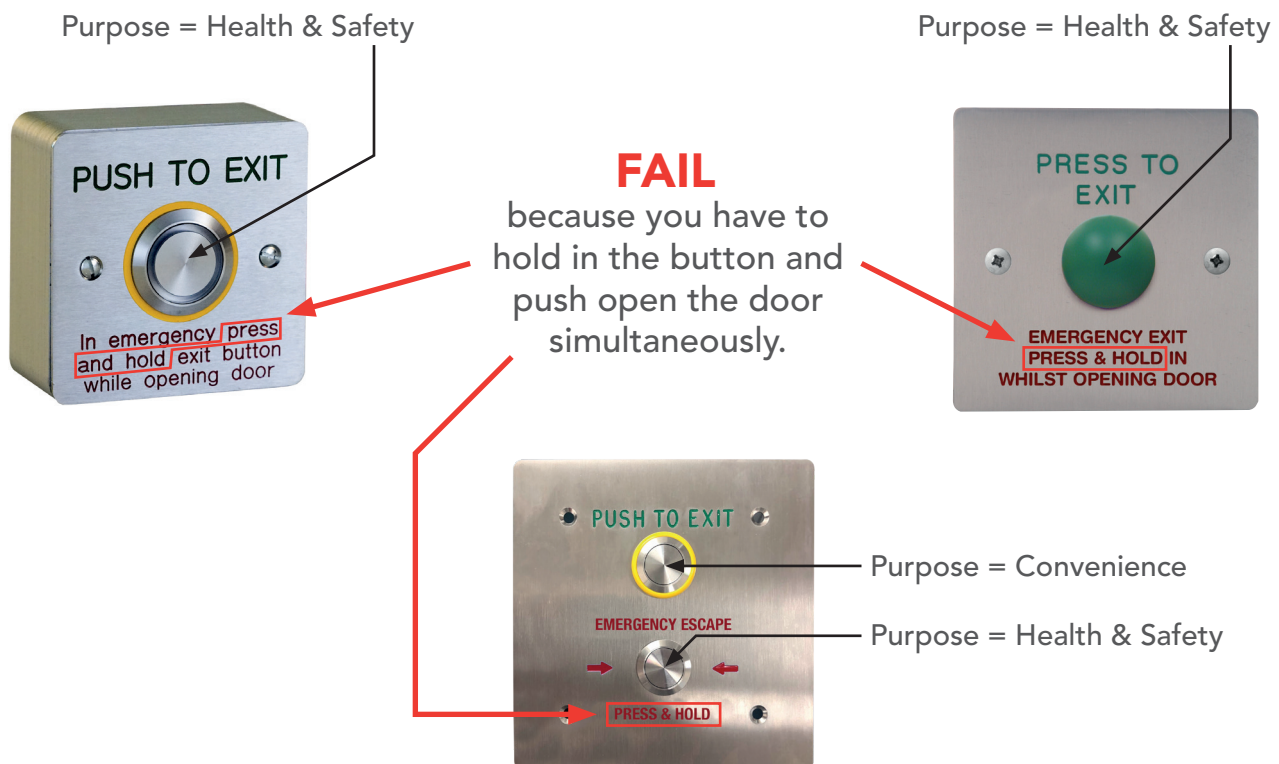 Purpose = Health & Safety
Purpose = Health & Safety
PUSH TO EXIT
In emergency press
and hold exit button
while opening door
FAIL
because you have to
hold in the button and
push open the door
simultaneously.
PRESS TO
EXIT
EMERGENCY EXIT
PRESS & HOLD IN
WHILST OPENING DOOR
PUSH TO EXIT
EMERGENCY ESCAPE
PRESS & HOLD
Purpose = Convenience
Purpose = Health & Safety